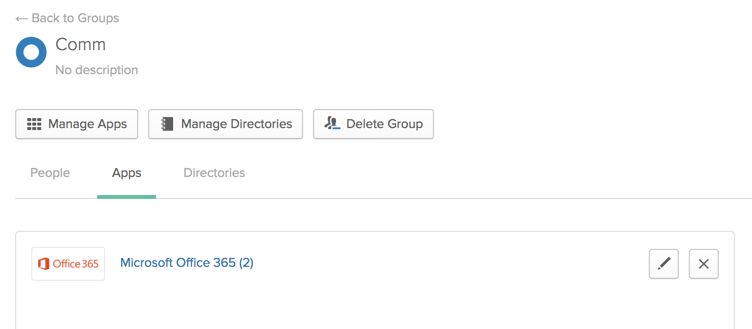 ← Back to Groups
Comm
No description
Manage Apps Manage Directories Delete Group
People Apps Directories
Office 365 Microsoft Office 365 (2)